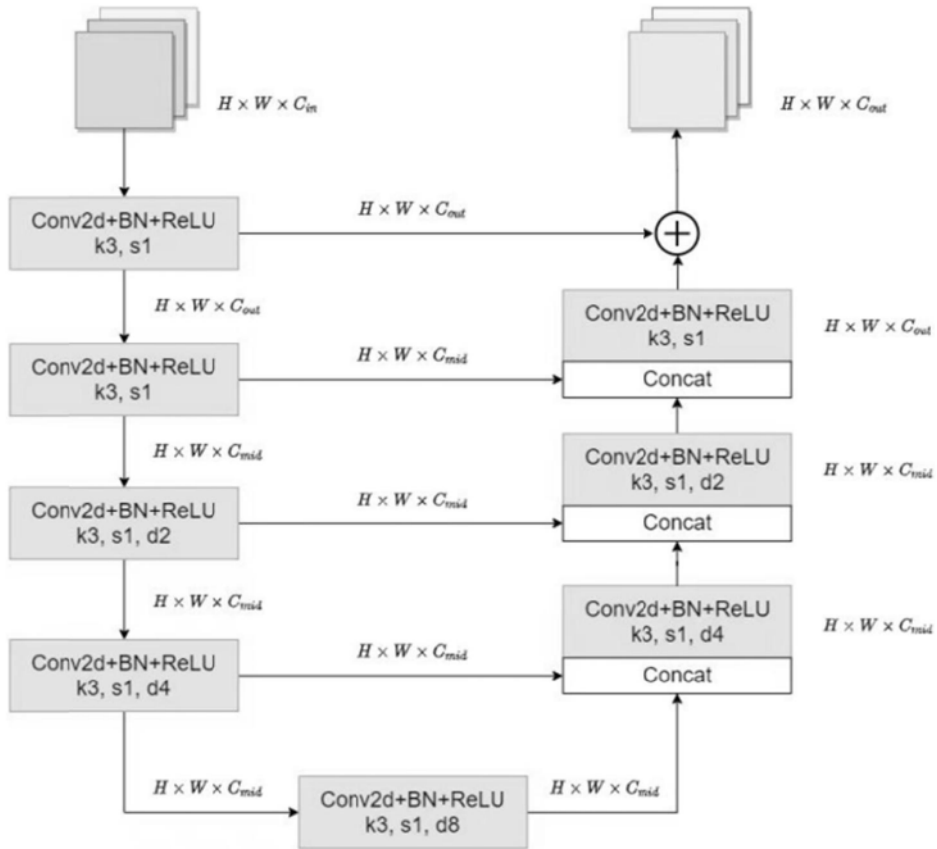 H × W × C_in
H × W × C_out
Conv2d+BN+ReLU
k3, s1
H × W × C_out
H × W × C_out
Conv2d+BN+ReLU
k3, s1
H × W × C_out
Conv2d+BN+ReLU
k3, s1
H × W × C_mid
Concat
H × W × C_mid
Conv2d+BN+ReLU
k3, s1, d2
H × W × C_mid
Conv2d+BN+ReLU
k3, s1, d2
H × W × C_mid
Concat
H × W × C_mid
Conv2d+BN+ReLU
k3, s1, d4
H × W × C_mid
Conv2d+BN+ReLU
k3, s1, d4
H × W × C_mid
Concat
H × W × C_mid
Conv2d+BN+ReLU
k3, s1, d8
H × W × C_mid